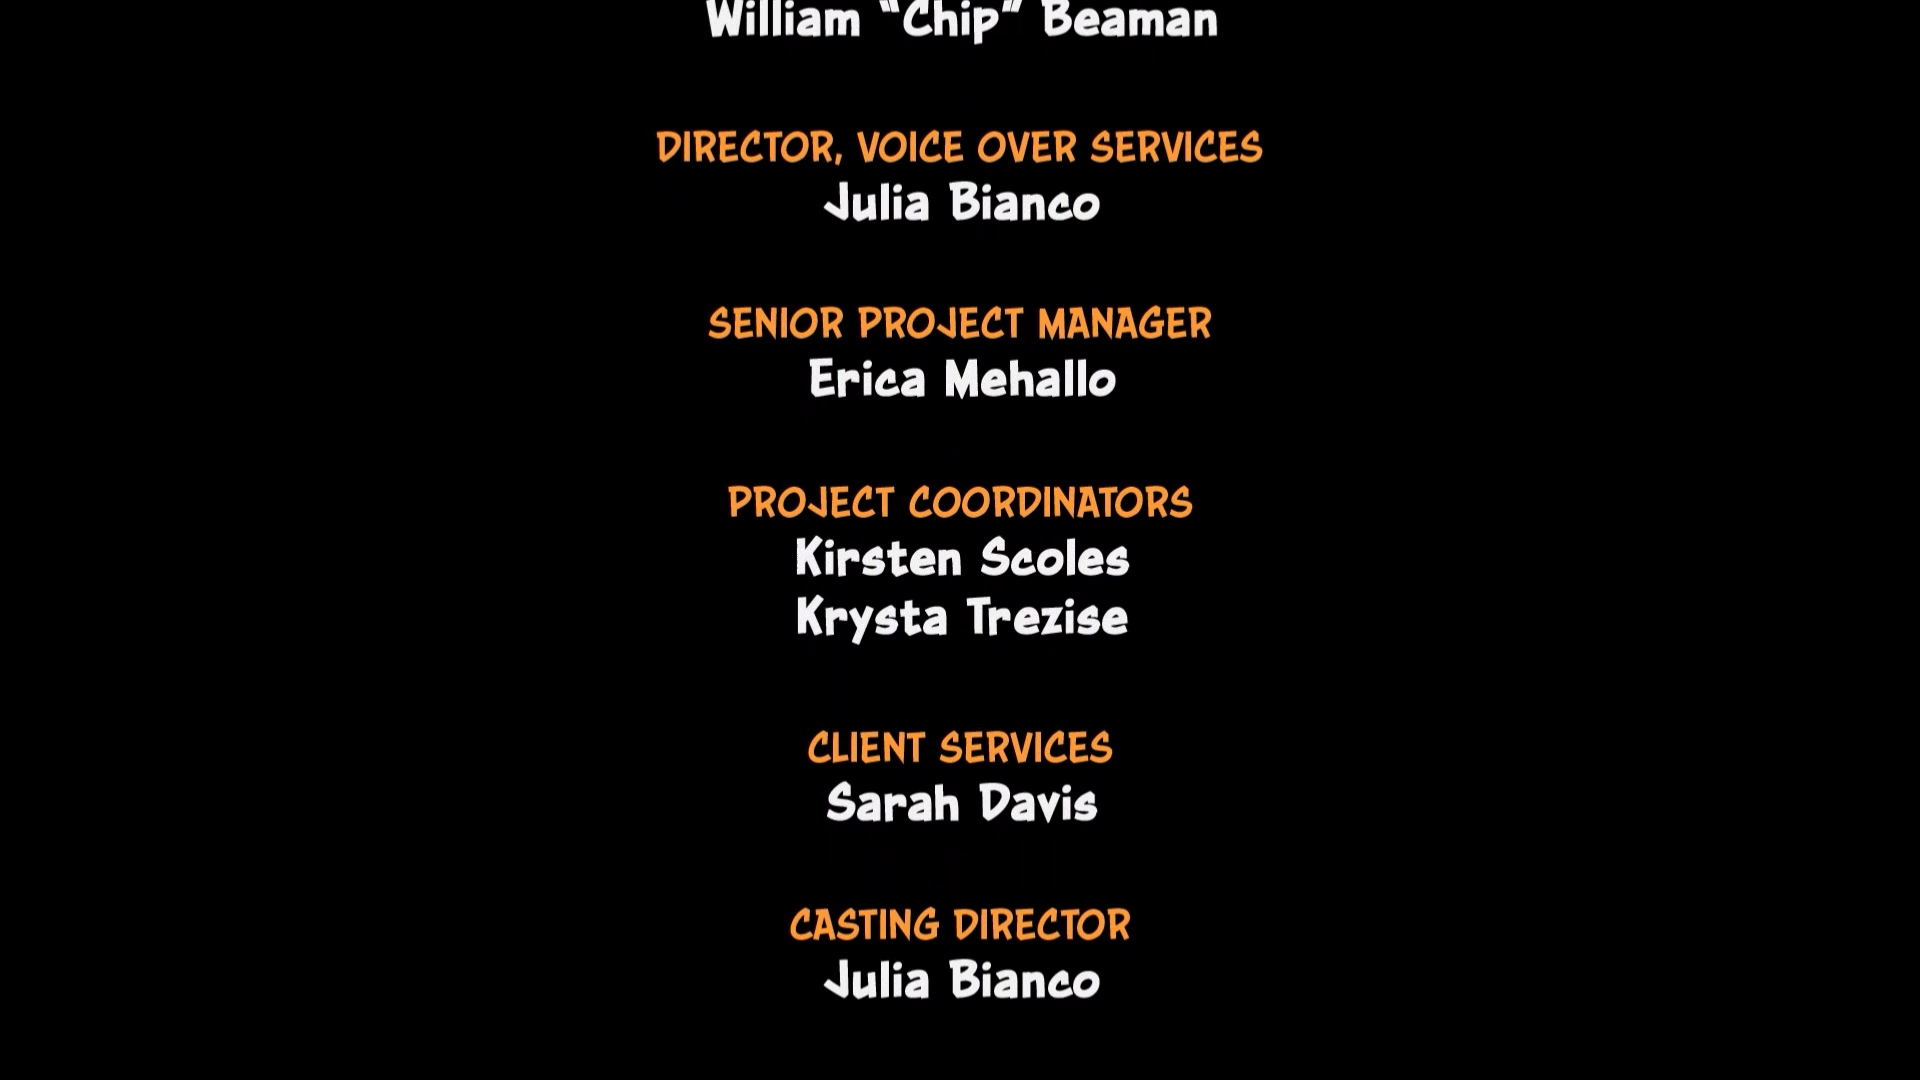 William “Chip” Beaman
DIRECTOR, VOICE OVER SERVICES
Julia Bianco
SENIOR PROJECT MANAGER
Erica Mehallo
PROJECT COORDINATORS
Kirsten Scoles
Krysta Trezise
CLIENT SERVICES
Sarah Davis
CASTING DIRECTOR
Julia Bianco